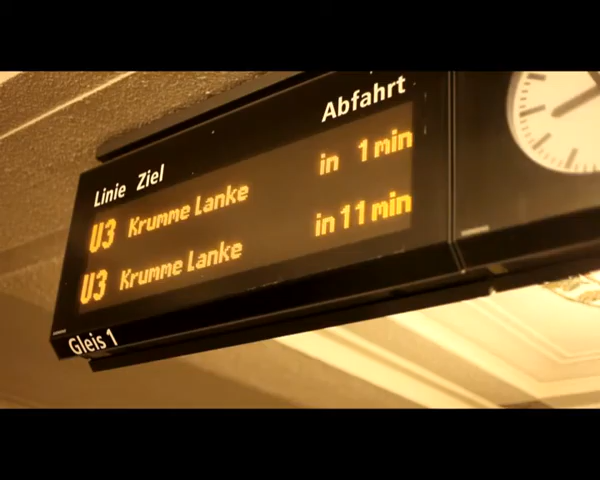 Linie Ziel Abfahrt
U3 Krumme Lanke in 1 min
U3 Krumme Lanke in 11 min
Gleis 1